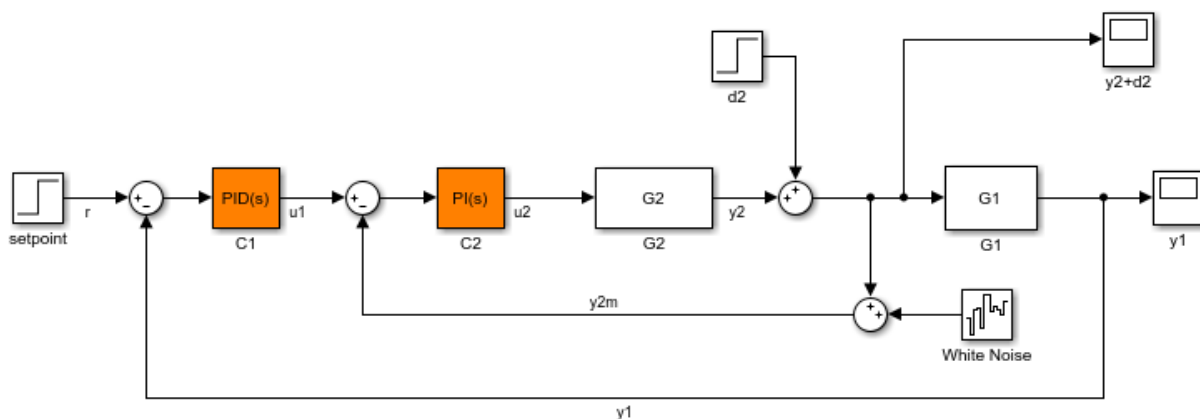 d2
y2+d2
setpoint
r
+
−
PID(s)
C1
u1
+
−
PI(s)
C2
u2
G2
G2
y2
+
+
G1
G1
y1
y2m
+
+
White Noise
y1